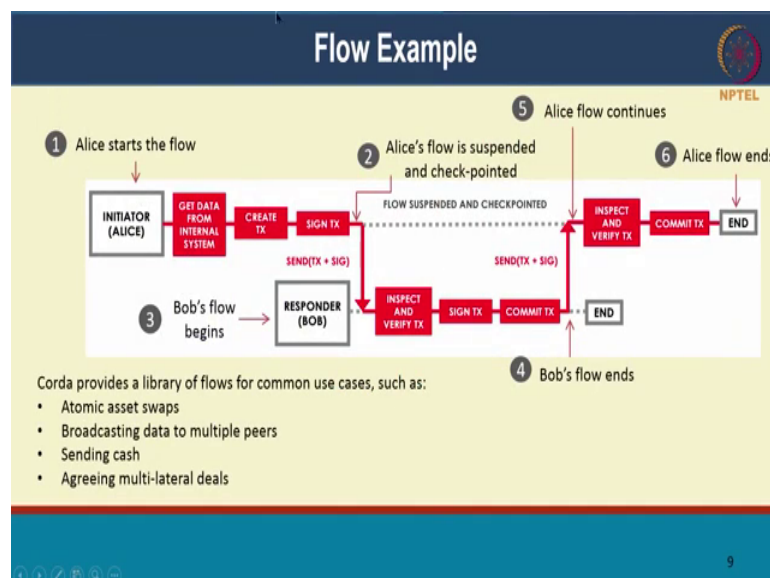 Flow Example
NPTEL
1 Alice starts the flow
2 Alice's flow is suspended
and check-pointed
5 Alice flow continues
6 Alice flow ends
INITIATOR
(ALICE)
GET DATA
FROM
INTERNAL
SYSTEM
CREATE
TX
SIGN TX
FLOW SUSPENDED AND CHECKPOINTED
INSPECT
AND
VERIFY TX
COMMIT TX
END
SEND(TX + SIG)
SEND(TX + SIG)
3 Bob's flow
begins
RESPONDER
(BOB)
INSPECT
AND
VERIFY TX
SIGN TX
COMMIT TX
END
4 Bob's flow ends
Corda provides a library of flows for common use cases, such as:
• Atomic asset swaps
• Broadcasting data to multiple peers
• Sending cash
• Agreeing multi-lateral deals
9